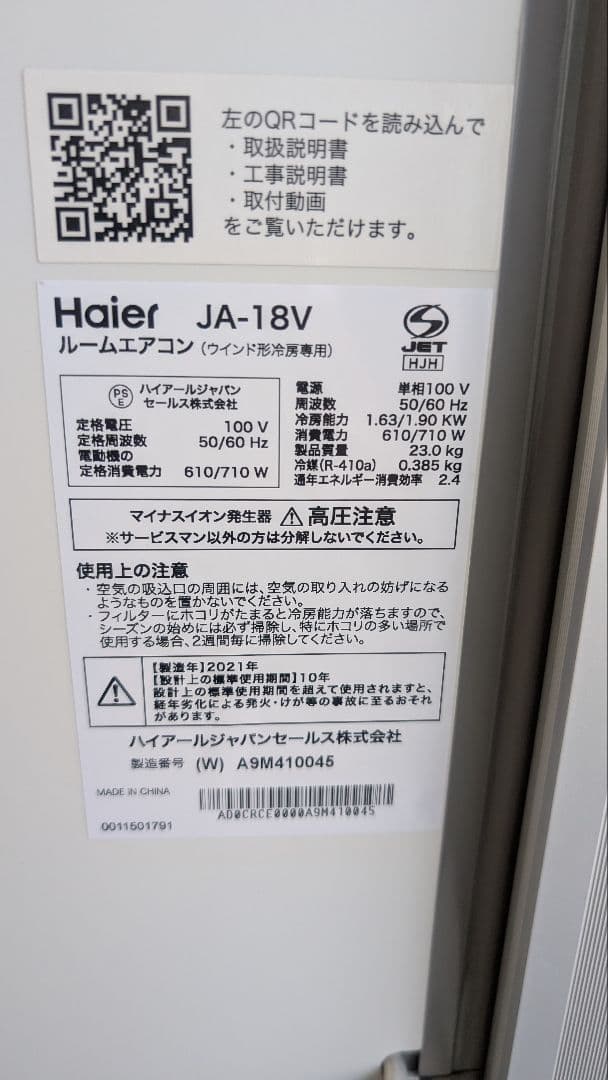 左のQRコードを読み込んで
・取扱説明書
・工事説明書
・取付動画
をご覧いただけます。
Haier JA-18V
ルームエアコン（ウインド形冷房専用）
JET
HJH
PS
E
ハイアールジャパン
セールス株式会社
定格電圧 100 V
定格周波数 50/60 Hz
電動機の
定格消費電力 610/710 W
電源 単相100 V
周波数 50/60 Hz
冷房能力 1.63/1.90 KW
消費電力 610/710 W
製品質量 23.0 kg
冷媒(R-410a) 0.385 kg
通年エネルギー消費効率 2.4
マイナスイオン発生器 ⚠ 高圧注意
※サービスマン以外の方は分解しないでください。
使用上の注意
・空気の吸込口の周囲には、空気の取り入れの妨げになる
ようなものを置かないでください。
・フィルターにホコリがたまると冷房能力が落ちますので、
シーズンの始めには必ず掃除し、特にホコリの多い場所で
使用する場合、2週間毎に掃除してください。
【製造年】2021年
【設計上の標準使用期間】10年
設計上の標準使用期間を超えて使用されますと、
経年劣化による発火・けが等の事故に至るおそれ
があります。
ハイアールジャパンセールス株式会社
製造番号 (W) A9M410045
MADE IN CHINA
AD0CRCE0000A9M410045
0011501791